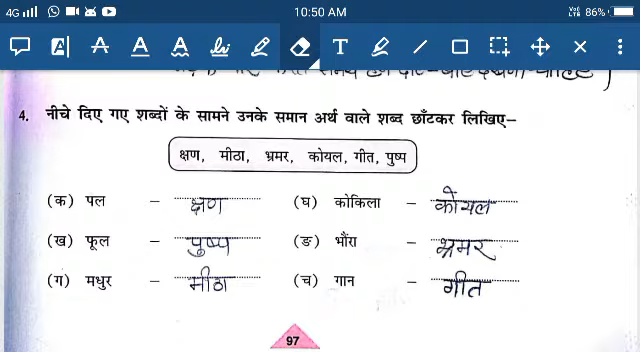 4G 10:50 AM VoLTE 86%
4. नीचे दिए गए शब्दों के सामने उनके समान अर्थ वाले शब्द छाँटकर लिखिए–
क्षण, मीठा, भ्रमर, कोयल, गीत, पुष्प
(क) पल – क्षण (घ) कोकिला – कोयल
(ख) फूल – पुष्प (ङ) भौंरा – भ्रमर
(ग) मधुर – मीठा (च) गान – गीत
97